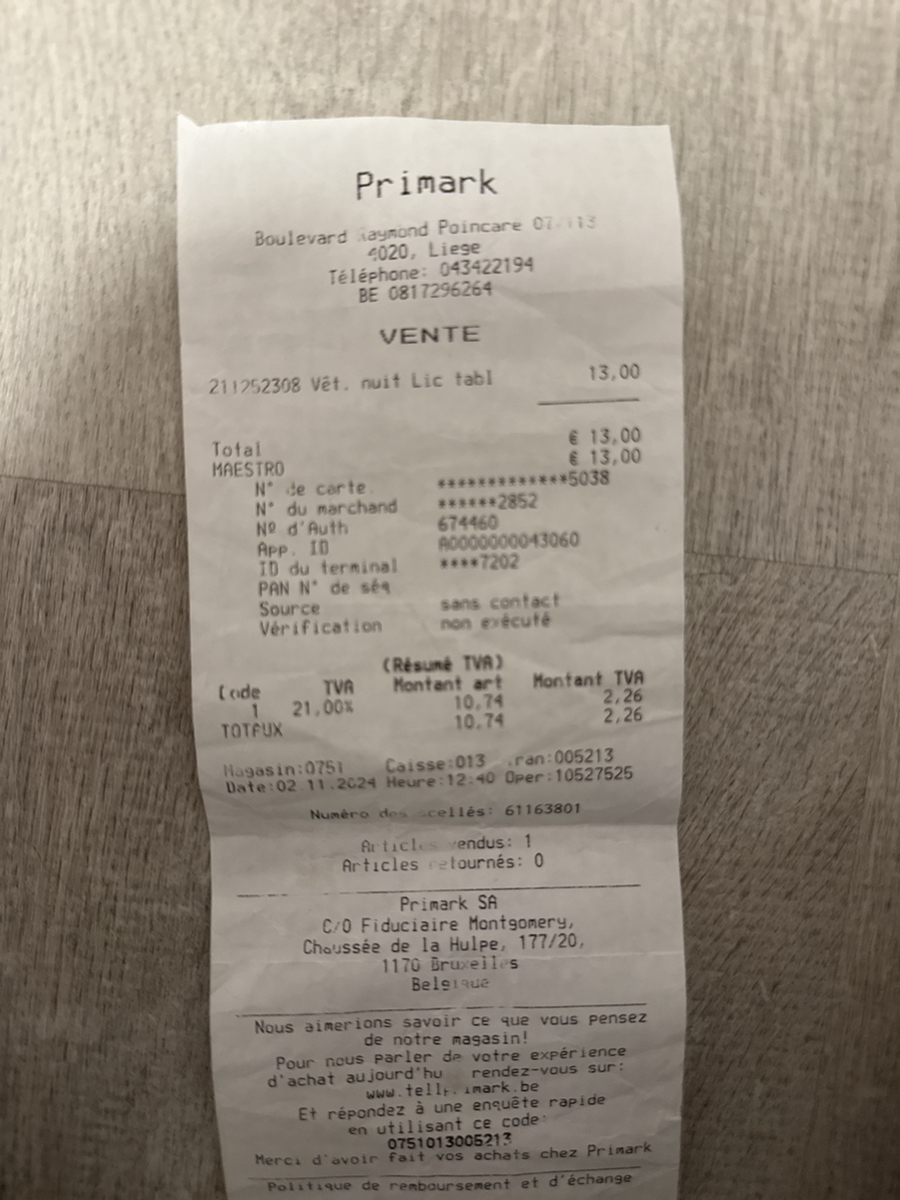 Primark
Boulevard Raymond Poincare
4020, Liege
Téléphone: 043422194
BE 0817296264
VENTE
211252308 Vêt. nuit Lic tabl 13,00
Total € 13,00
MAESTRO € 13,00
N° de carte ************5038
N° du marchand ******2852
Nº d'Auth 674460
App. ID A0000000043060
ID du terminal ****7202
PAN N° de séq
Source sans contact
Vérification non exécuté
(Résumé TVA)
Code TVA Montant art Montant TVA
1 21,00% 10,74 2,26
TOTAUX 10,74 2,26
Magasin:0751 Caisse:013 Tran:005213
Date:02.11.2024 Heure:12:40 Oper:10527525
Numéro des scellés: 61163801
Articles vendus: 1
Articles retournés: 0
Primark SA
C/O Fiduciaire Montgomery,
Chaussée de la Hulpe, 177/20,
1170 Bruxelles
Belgique
Nous aimerions savoir ce que vous pensez
de notre magasin!
Pour nous parler de votre expérience
d'achat aujourd'hu rendez-vous sur:
www.tellprimark.be
Et répondez à une enquête rapide
en utilisant ce code:
0751013005213
Merci d'avoir fait vos achats chez Primark
Politique de remboursement et d'échange